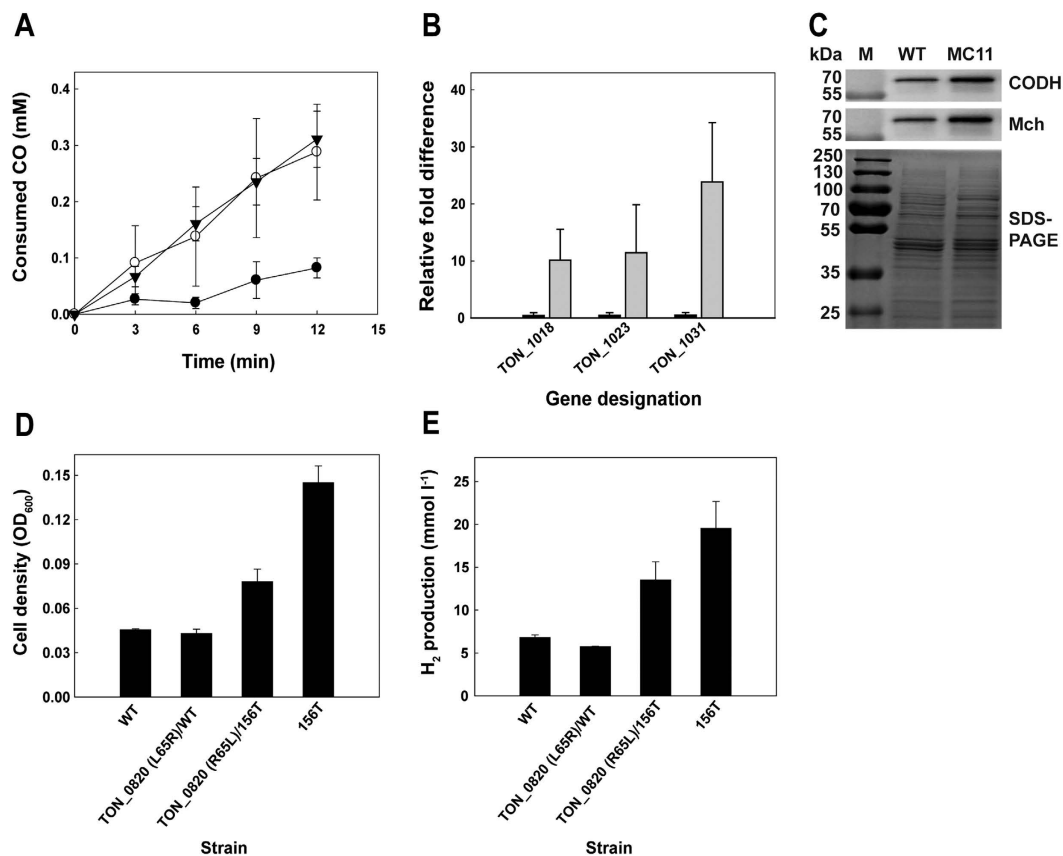 A
Consumed CO (mM)
0.4
0.3
0.2
0.1
0.0
0 3 6 9 12 15
Time (min)
B
Relative fold difference
40
30
20
10
0
TON_1018
TON_1023
TON_1031
Gene designation
C
kDa M WT MC11
70
55
CODH
70
55
Mch
250
130
100
70
55
35
25
SDS-
PAGE
D
Cell density (OD600)
0.15
0.12
0.09
0.06
0.03
0.00
WT
TON_0820 (L65R)/WT
TON_0820 (R65L)/156T
156T
Strain
E
H2 production (mmol l-1)
25
20
15
10
5
0
WT
TON_0820 (L65R)/WT
TON_0820 (R65L)/156T
156T
Strain